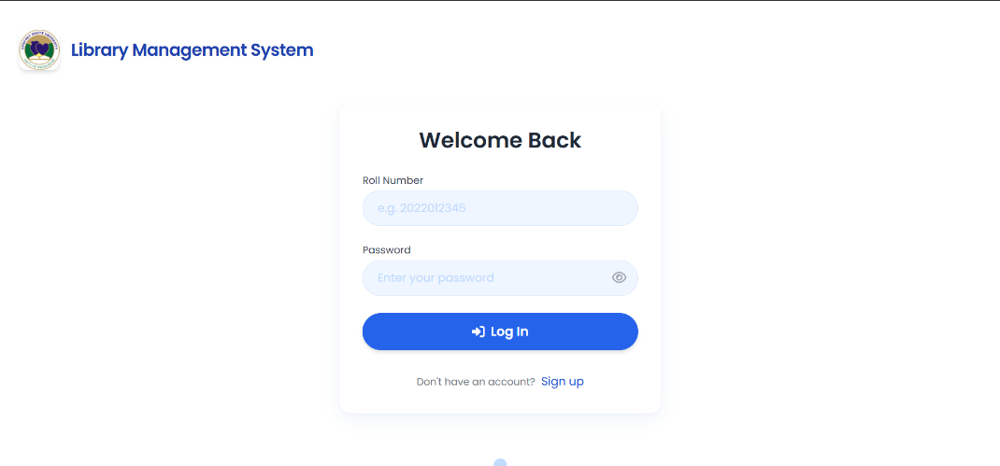 Library Management System
Welcome Back
Roll Number
e.g. 2022012345
Password
Enter your password
Log In
Don't have an account? Sign up